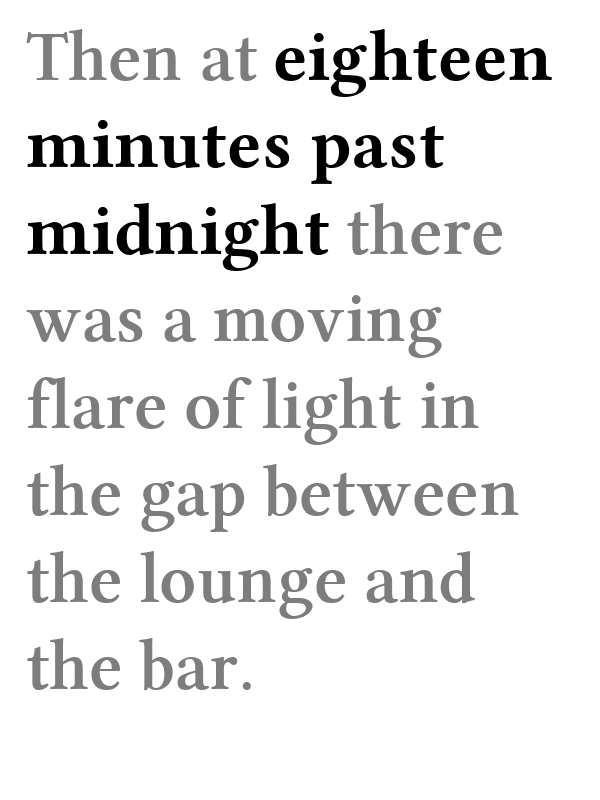 Then at eighteen
minutes past
midnight there
was a moving
flare of light in
the gap between
the lounge and
the bar.